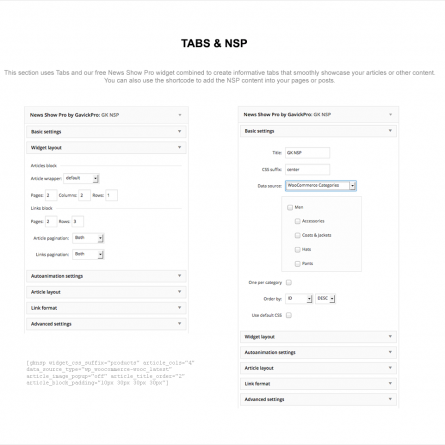 TABS & NSP
This section uses Tabs and our free News Show Pro widget combined to create informative tabs that smoothly showcase your articles or other content.
You can also use the shortcode to add the NSP content into your pages or posts.
News Show Pro by GavickPro: GK NSP
Basic settings
Widget layout
Articles block
Article wrapper: default
Pages: 2 Columns: 2 Rows: 1
Links block
Pages: 2 Rows: 3
Article pagination: Both
Links pagination: Both
Autoanimation settings
Article layout
Link format
Advanced settings
[gknsp widget_css_suffix="products" article_cols="4"
data_source_type="wp_woocommerce-woo_latest"
article_image_popup="off" article_title_order="2"
article_block_padding="10px 30px 30px 30px"]
News Show Pro by GavickPro: GK NSP
Basic settings
Title: GK NSP
CSS suffix: center
Data source: WooCommerce Categories
Men
Accessories
Coats & Jackets
Hats
Pants
One per category
Order by: ID DESC
Use default CSS
Widget layout
Autoanimation settings
Article layout
Link format
Advanced settings